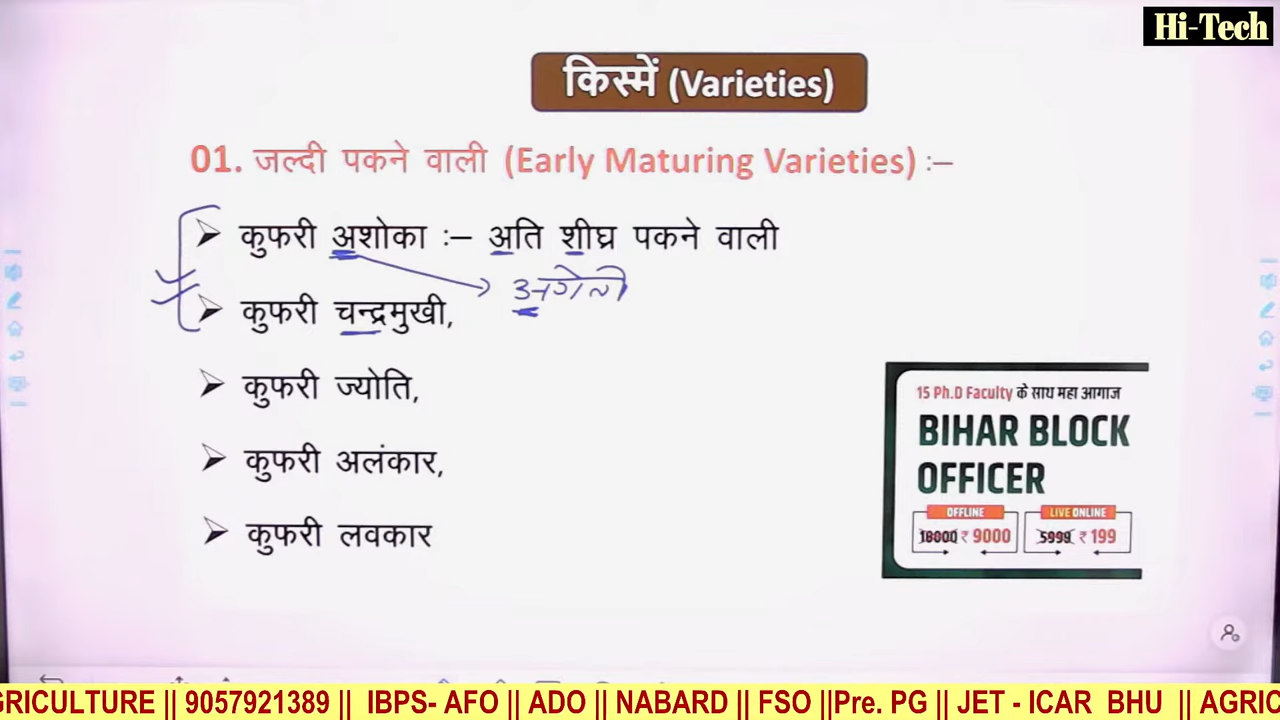 Hi-Tech
किस्में (Varieties)
01. जल्दी पकने वाली (Early Maturing Varieties) :–
➢ कुफरी अशोका :– अति शीघ्र पकने वाली
अगेती
➢ कुफरी चन्द्रमुखी,
➢ कुफरी ज्योति,
➢ कुफरी अलंकार,
➢ कुफरी लवकार
15 Ph.D Faculty के साथ महा आगाज
BIHAR BLOCK
OFFICER
OFFLINE LIVE ONLINE
18000 ₹ 9000 5999 ₹ 199
GRICULTURE || 9057921389 || IBPS- AFO || ADO || NABARD || FSO ||Pre. PG || JET - ICAR BHU || AGRIC